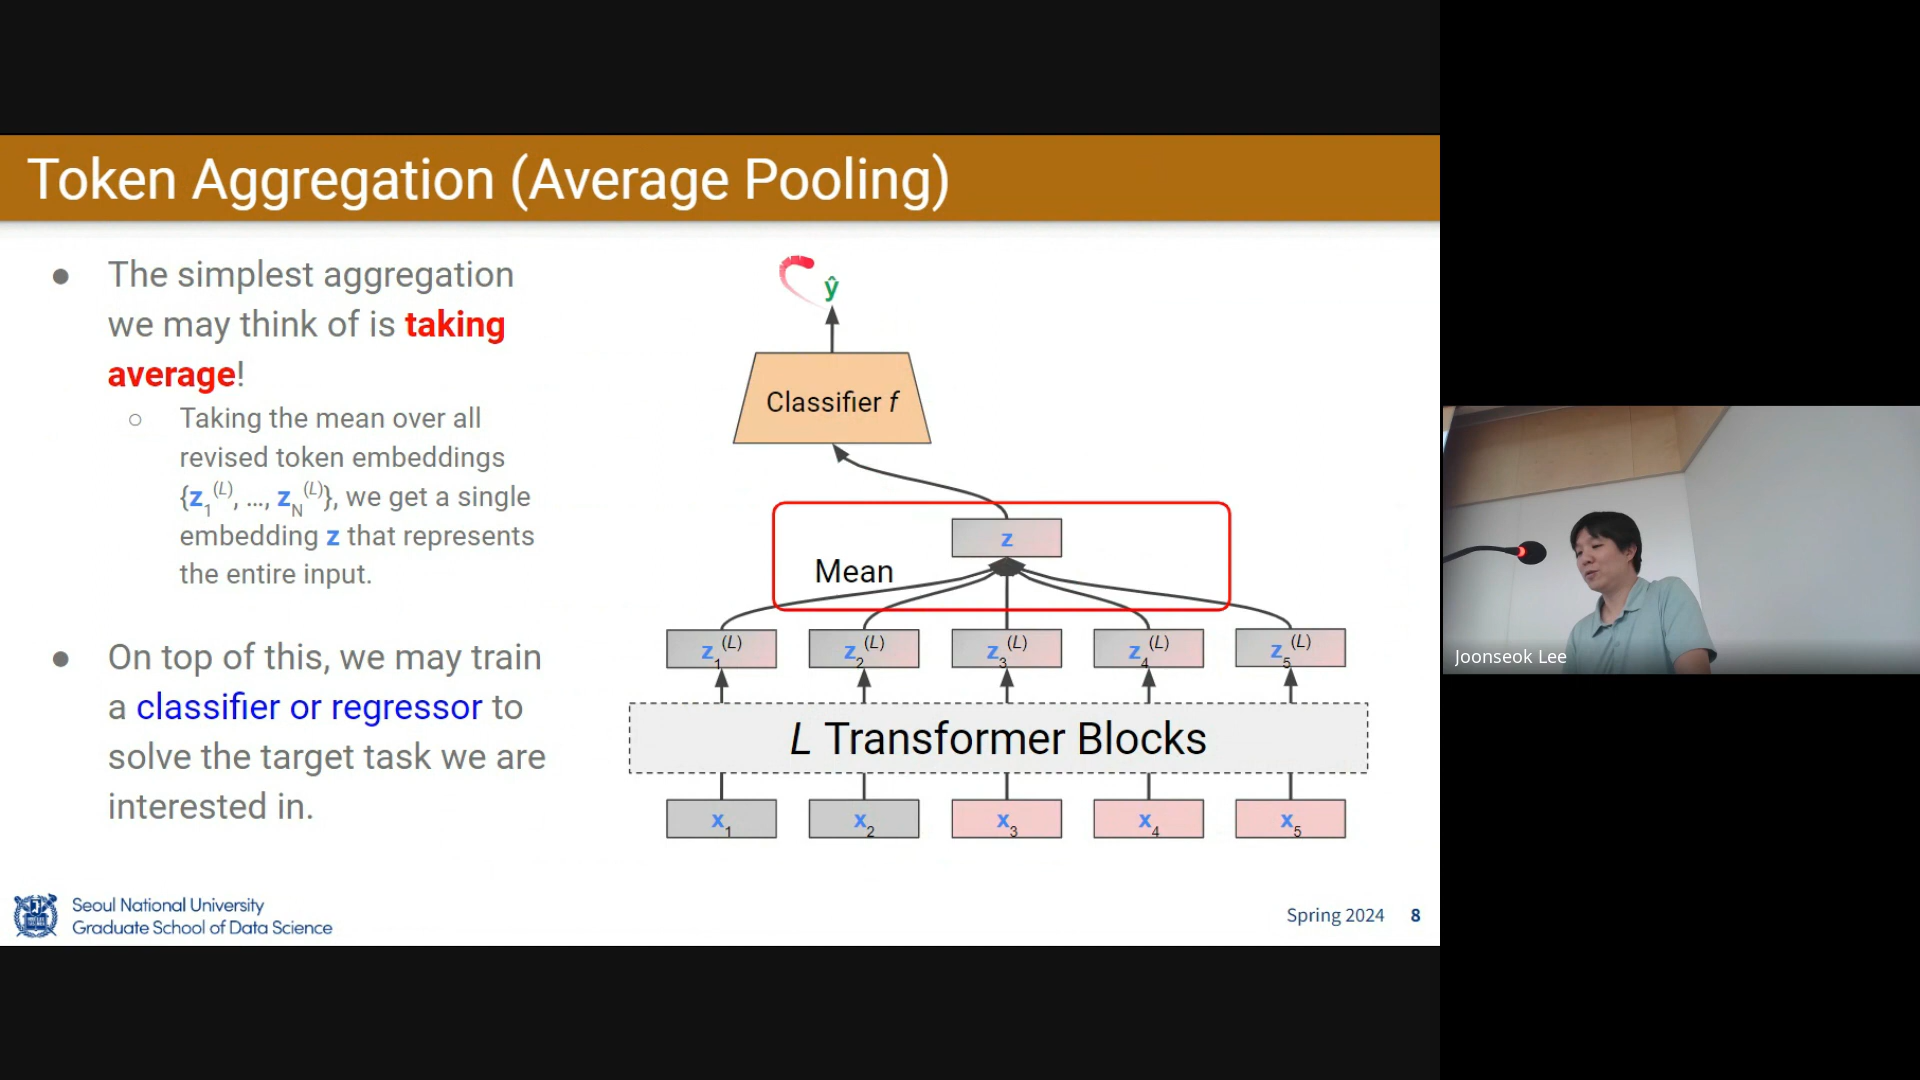 Token Aggregation (Average Pooling)
● The simplest aggregation
we may think of is taking
average!
○ Taking the mean over all
revised token embeddings
{z₁⁽ᴸ⁾, …, z_N⁽ᴸ⁾}, we get a single
embedding z that represents
the entire input.
● On top of this, we may train
a classifier or regressor to
solve the target task we are
interested in.
ŷ
Classifier f
z
Mean
z₁⁽ᴸ⁾ z₂⁽ᴸ⁾ z₃⁽ᴸ⁾ z₄⁽ᴸ⁾ z₅⁽ᴸ⁾
L Transformer Blocks
x₁ x₂ x₃ x₄ x₅
Seoul National University
Graduate School of Data Science
Spring 2024 8
Joonseok Lee